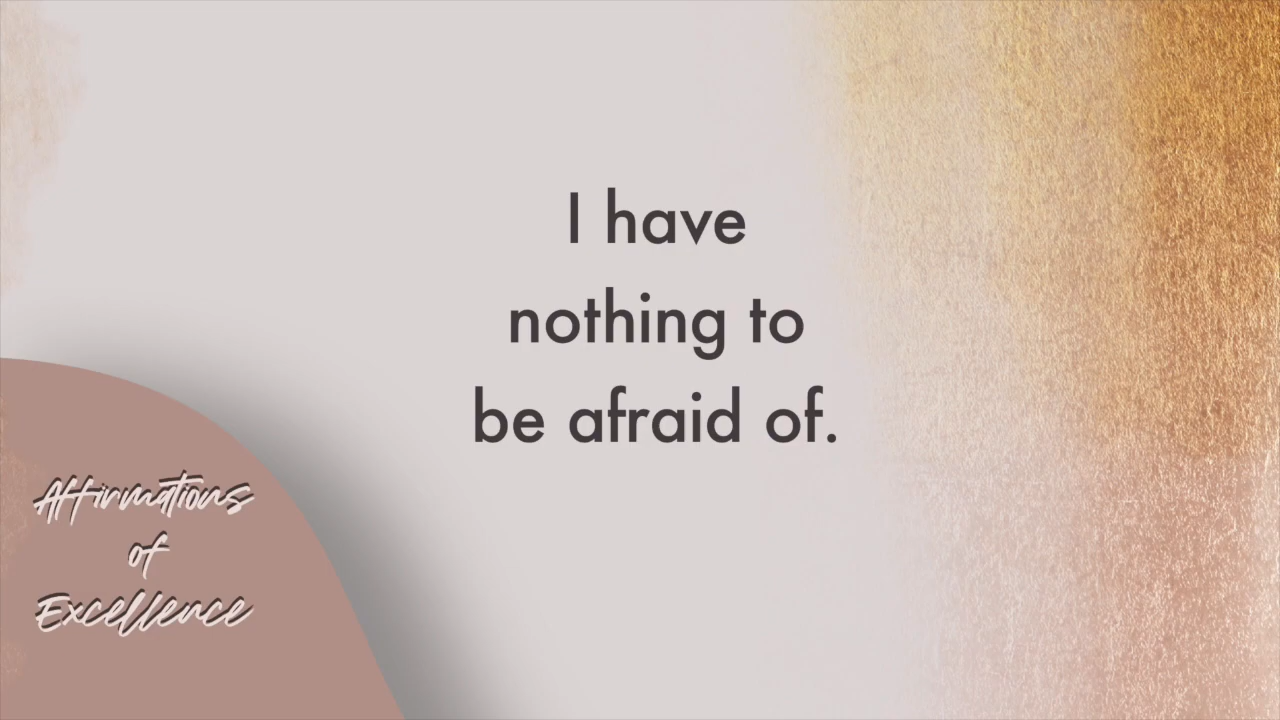 I have
nothing to
be afraid of.
Affirmations
of
Excellence